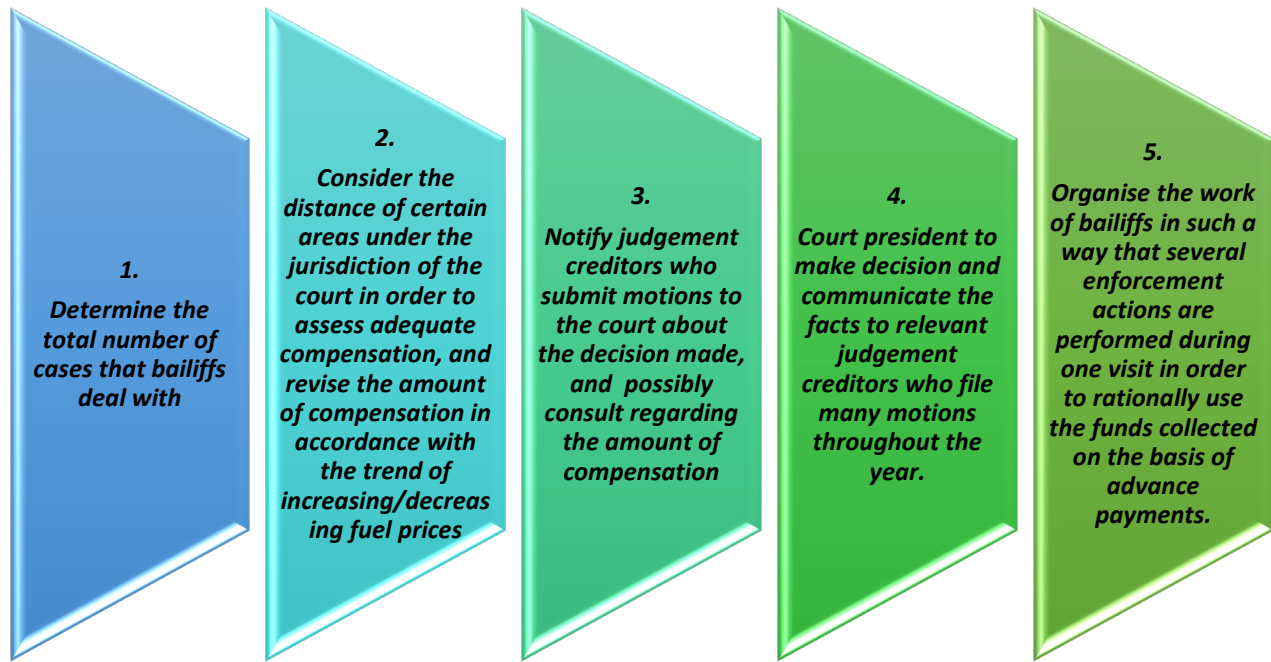 1.
Determine the
total number of
cases that bailiffs
deal with
2.
Consider the
distance of certain
areas under the
jurisdiction of the
court in order to
assess adequate
compensation, and
revise the amount
of compensation in
accordance with
the trend of
increasing/decreas
ing fuel prices
3.
Notify judgement
creditors who
submit motions to
the court about
the decision made,
and possibly
consult regarding
the amount of
compensation
4.
Court president to
make decision and
communicate the
facts to relevant
judgement
creditors who file
many motions
throughout the
year.
5.
Organise the work
of bailiffs in such a
way that several
enforcement
actions are
performed during
one visit in order
to rationally use
the funds collected
on the basis of
advance
payments.